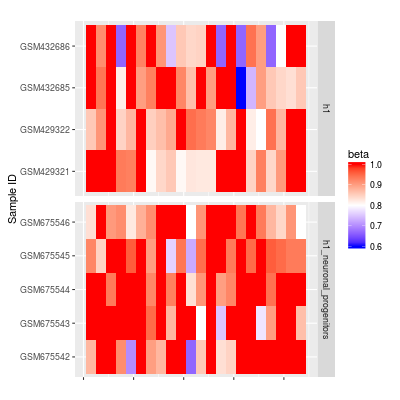 Sample ID
GSM432686
GSM432685
GSM429322
GSM429321
h1
GSM675546
GSM675545
GSM675544
GSM675543
GSM675542
h1_neuronal_progenitors
beta
1.0
0.9
0.8
0.7
0.6